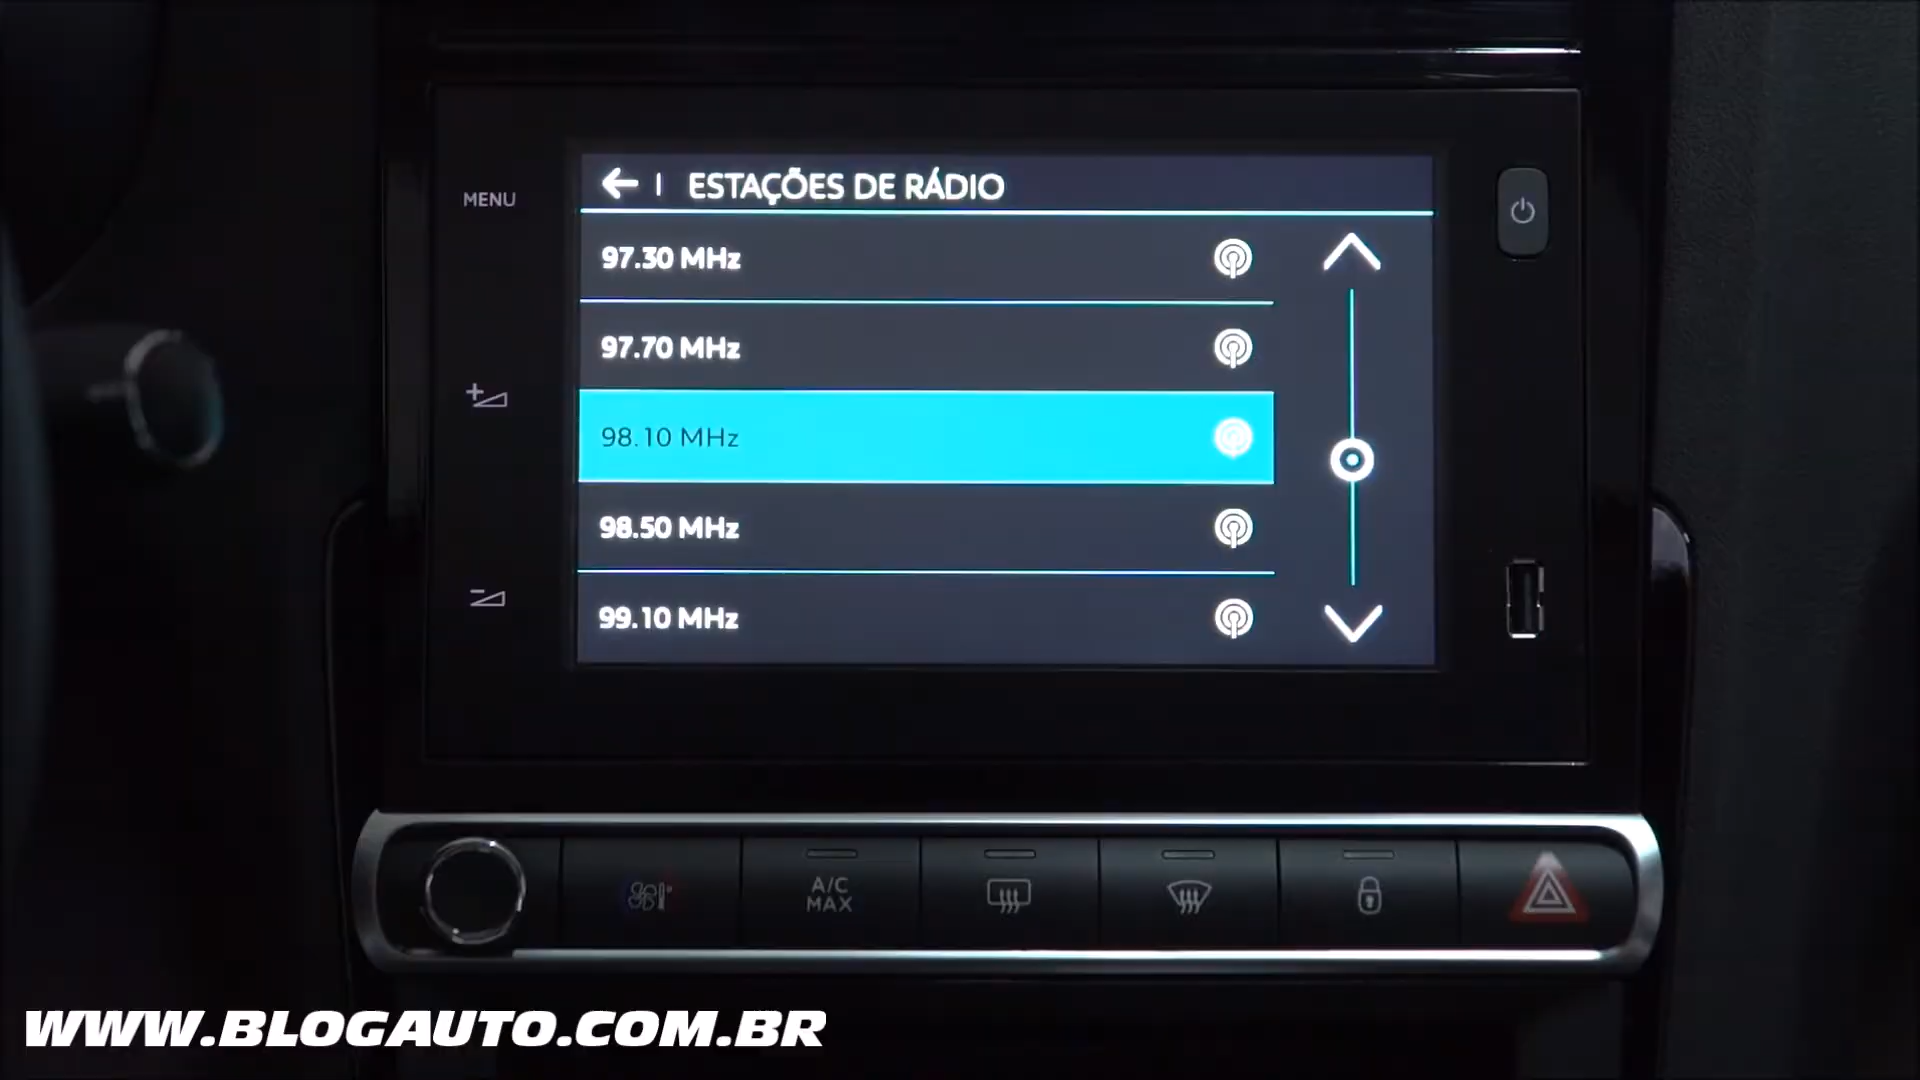 MENU
ESTAÇÕES DE RÁDIO
97.30 MHz
97.70 MHz
98.10 MHz
98.50 MHz
99.10 MHz
A/C
MAX
WWW.BLOGAUTO.COM.BR